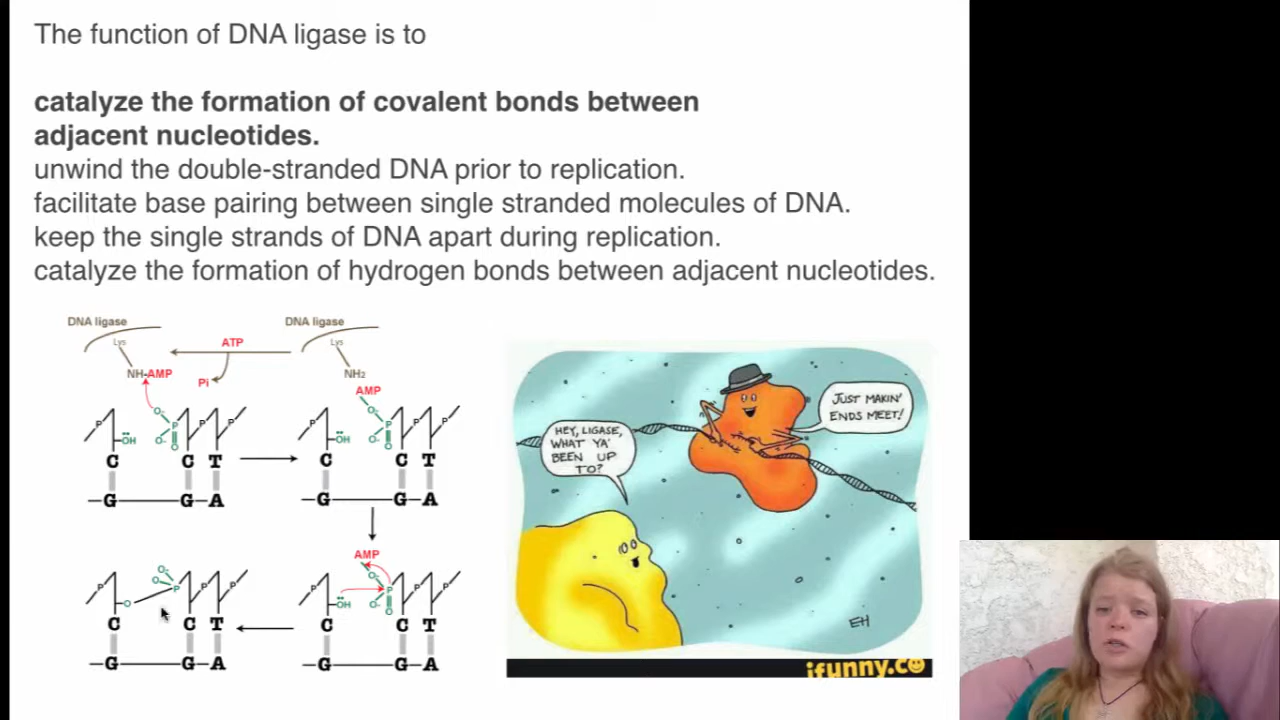 The function of DNA ligase is to
catalyze the formation of covalent bonds between
adjacent nucleotides.
unwind the double-stranded DNA prior to replication.
facilitate base pairing between single stranded molecules of DNA.
keep the single strands of DNA apart during replication.
catalyze the formation of hydrogen bonds between adjacent nucleotides.
DNA ligase
Lys
NH-AMP
ATP
Pi
DNA ligase
Lys
NH₂
AMP
P
OH
O-
O-
P
O
P
P
C C T
-G G-A
P
OH
O-
O-
P
O
P
P
C C T
-G G-A
P
O
O-
O-
P
P
P
C C T
-G G-A
AMP
P
OH
O-
O-
P
O
P
P
C C T
-G G-A
HEY, LIGASE,
WHAT YA'
BEEN UP
TO?
JUST MAKIN'
ENDS MEET!
EH
ifunny.co